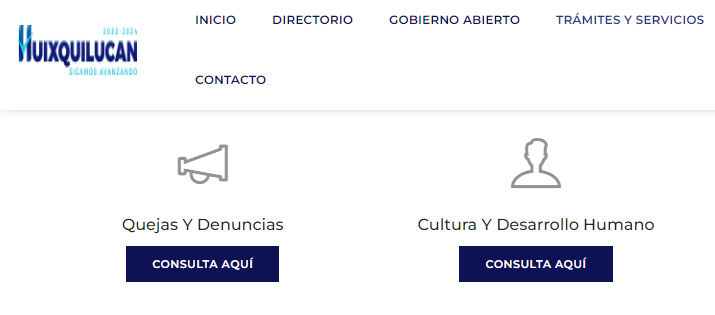 2022-2024
HUIXQUILUCAN
SIGAMOS AVANZANDO
INICIO DIRECTORIO GOBIERNO ABIERTO TRÁMITES Y SERVICIOS
CONTACTO
Quejas Y Denuncias Cultura Y Desarrollo Humano
CONSULTA AQUÍ CONSULTA AQUÍ